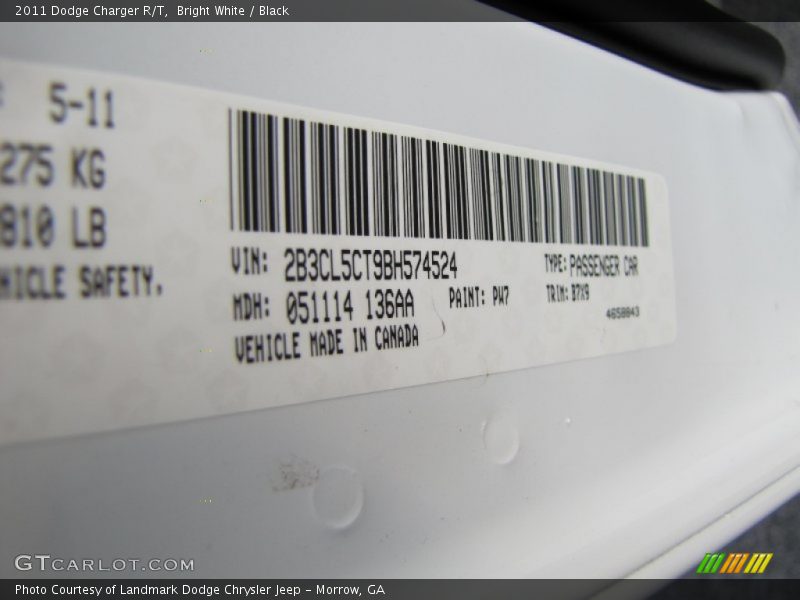 2011 Dodge Charger R/T, Bright White / Black
5-11
275 KG
810 LB
HICLE SAFETY.
VIN: 2B3CL5CT9BH574524
TYPE: PASSENGER CAR
MDH: 051114 136AA
PAINT: PW7
TRIM: B7X9
VEHICLE MADE IN CANADA
4658843
GTCARLOT.COM
Photo Courtesy of Landmark Dodge Chrysler Jeep – Morrow, GA